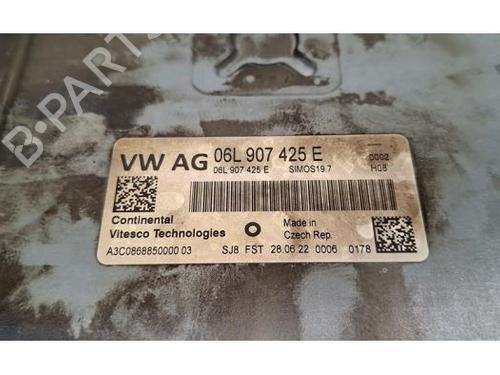 B-PARTS
VW AG 06L 907 425 E 0002
06L 907 425 E SIMOS19.7 H08
Continental
Vitesco Technologies
Made in
Czech Rep.
A3C0868850000 03 SJ8 FST 28.06.22 0006 0178